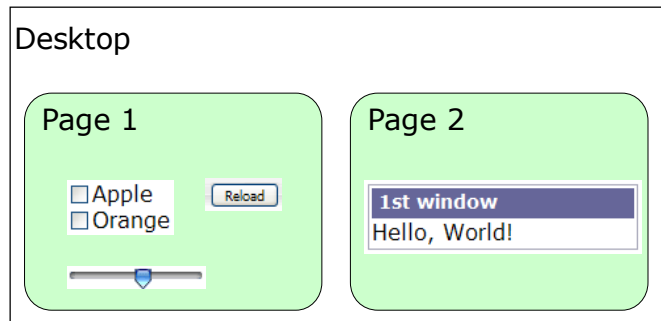 Desktop
Page 1
Apple
Reload
Orange
Page 2
1st window
Hello, World!